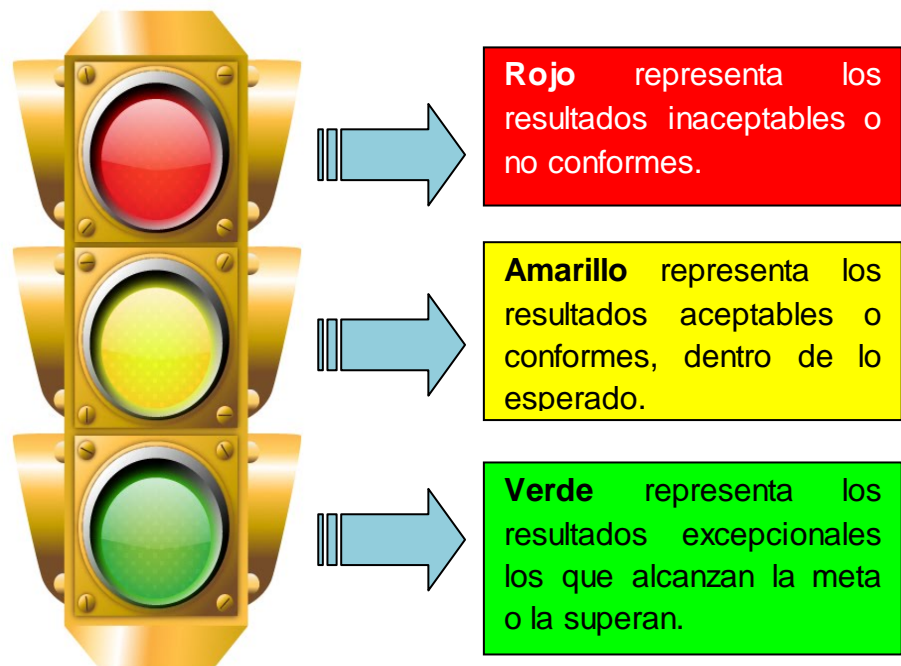 Rojo representa los
resultados inaceptables o
no conformes.
Amarillo representa los
resultados aceptables o
conformes, dentro de lo
esperado.
Verde representa los
resultados excepcionales
los que alcanzan la meta
o la superan.